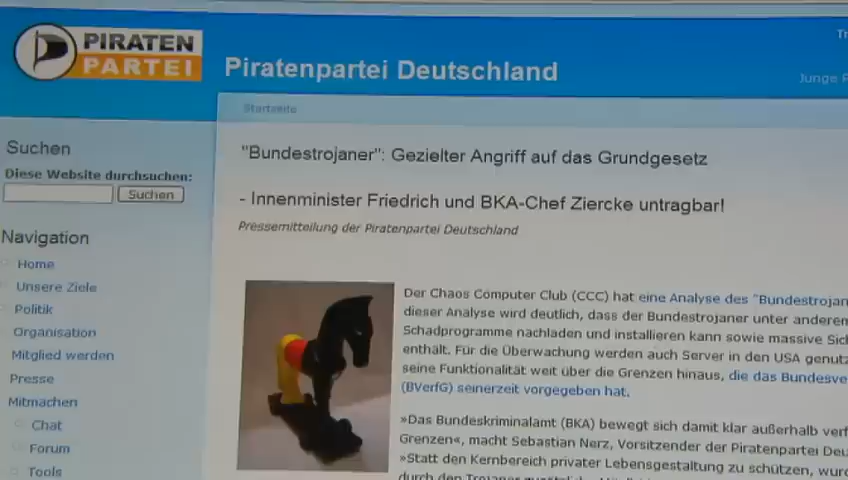 PIRATEN
PARTEI
Piratenpartei Deutschland
Junge
Startseite
Suchen
Diese Website durchsuchen:
Suchen
Navigation
Home
Unsere Ziele
Politik
Organisation
Mitglied werden
Presse
Mitmachen
Chat
Forum
Tools
"Bundestrojaner": Gezielter Angriff auf das Grundgesetz
- Innenminister Friedrich und BKA-Chef Ziercke untragbar!
Pressemitteilung der Piratenpartei Deutschland
Der Chaos Computer Club (CCC) hat eine Analyse des "Bundestrojan
dieser Analyse wird deutlich, dass der Bundestrojaner unter anderem
Schadprogramme nachladen und installieren kann sowie massive Sic
enthält. Für die Überwachung werden auch Server in den USA genutz
seine Funktionalität weit über die Grenzen hinaus, die das Bundesve
(BVerfG) seinerzeit vorgegeben hat.
»Das Bundeskriminalamt (BKA) bewegt sich damit klar außerhalb verf
Grenzen«, macht Sebastian Nerz, Vorsitzender der Piratenpartei Deu
»Statt den Kernbereich privater Lebensgestaltung zu schützen, wurd
durch den Trojaner